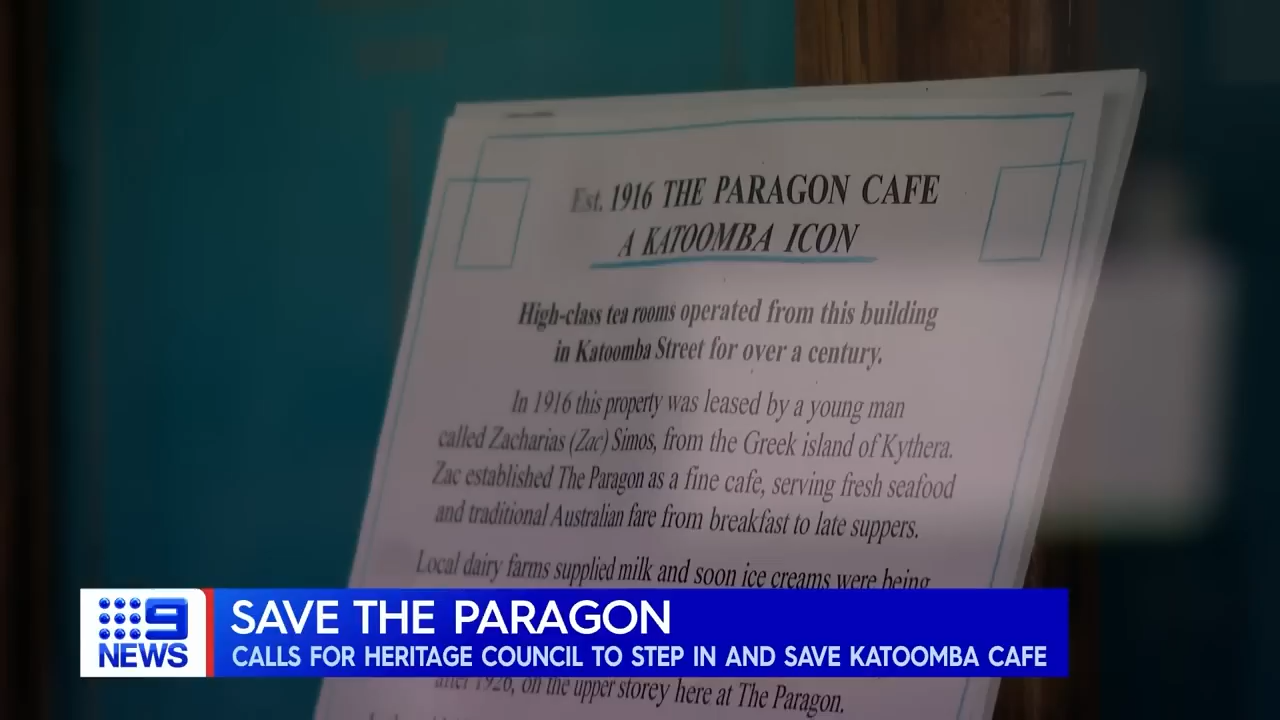 Est. 1916 THE PARAGON CAFE
A KATOOMBA ICON
High-class tea rooms operated from this building
in Katoomba Street for over a century.
In 1916 this property was leased by a young man
called Zacharias (Zac) Simos, from the Greek island of Kythera.
Zac established The Paragon as a fine cafe, serving fresh seafood
and traditional Australian fare from breakfast to late suppers.
Local dairy farms supplied milk and soon ice creams were being
9
NEWS
SAVE THE PARAGON
CALLS FOR HERITAGE COUNCIL TO STEP IN AND SAVE KATOOMBA CAFE
after 1926, on the upper storey here at The Paragon.